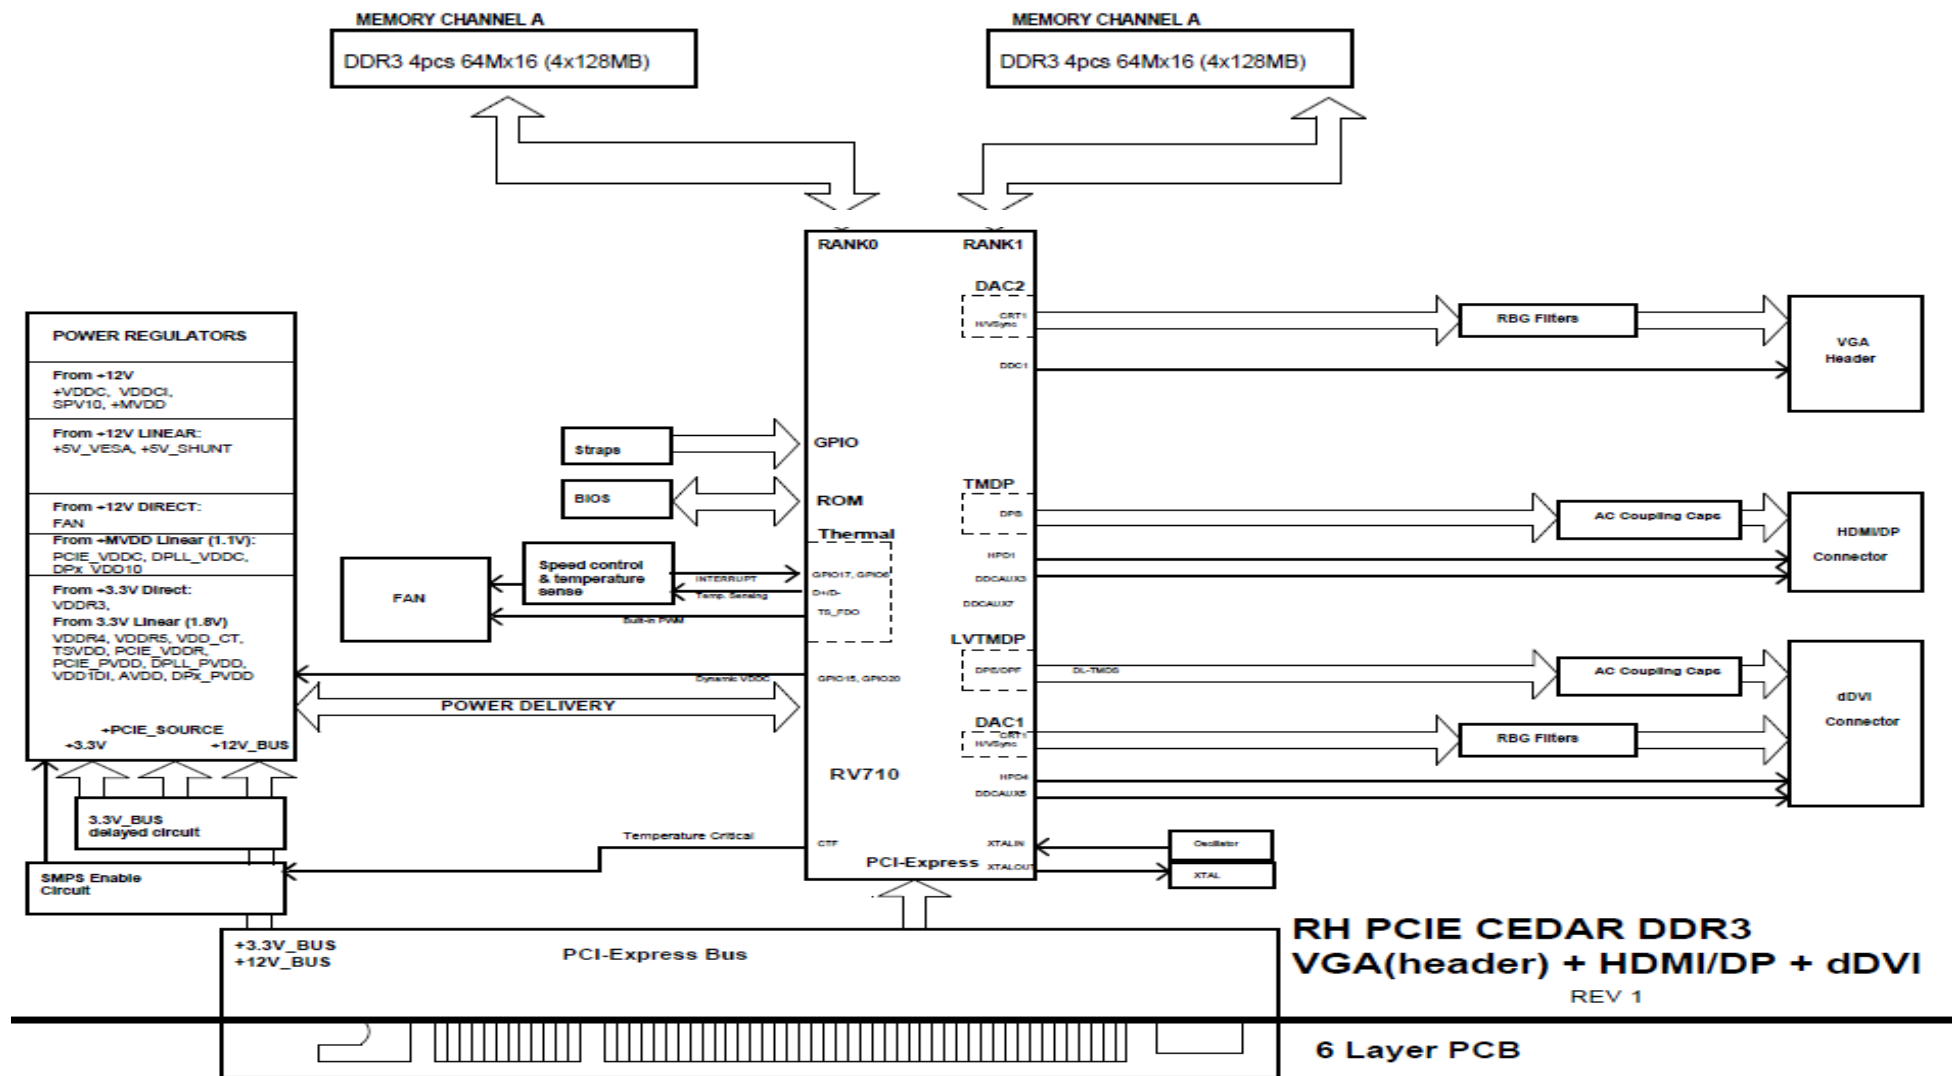 MEMORY CHANNEL A
DDR3 4pcs 64Mx16 (4x128MB)
MEMORY CHANNEL A
DDR3 4pcs 64Mx16 (4x128MB)
RANK0
RANK1
DAC2
CRT1
H/VSync
DDC1
RBG Filters
VGA
Header
POWER REGULATORS
From +12V
+VDDC, VDDCI,
SPV10, +MVDD
From +12V LINEAR:
+5V_VESA, +5V_SHUNT
From +12V DIRECT:
FAN
From +MVDD Linear (1.1V):
PCIE_VDDC, DPLL_VDDC,
DPx_VDD10
From +3.3V Direct:
VDDR3,
From 3.3V Linear (1.8V)
VDDR4, VDDR5, VDD_CT,
TSVDD, PCIE_VDDR,
PCIE_PVDD, DPLL_PVDD,
VDD1DI, AVDD, DPx_PVDD
+PCIE_SOURCE
+3.3V
+12V_BUS
3.3V_BUS
delayed circuit
SMPS Enable
Circuit
Straps
GPIO
BIOS
ROM
Thermal
FAN
Speed control
& temperature
sense
INTERRUPT
Temp. Sensing
Built-in PWM
GPIO17, GPIO6
D+/D-
TS_FDO
Dynamic VDDC
GPIO15, GPIO20
POWER DELIVERY
Temperature Critical
CTF
RV710
PCI-Express
TMDP
HPD1
DDCAUX3
DDCAUX7
AC Coupling Caps
HDMI/DP
Connector
LVTMDP
DPE/DPF
DL-TMDS
AC Coupling Caps
dDVI
Connector
DAC1
CRT1
H/VSync
RBG Filters
HPD4
DDCAUX5
XTALIN
XTALOUT
Oscillator
XTAL
+3.3V_BUS
+12V_BUS
PCI-Express Bus
RH PCIE CEDAR DDR3
VGA(header) + HDMI/DP + dDVI
REV 1
6 Layer PCB